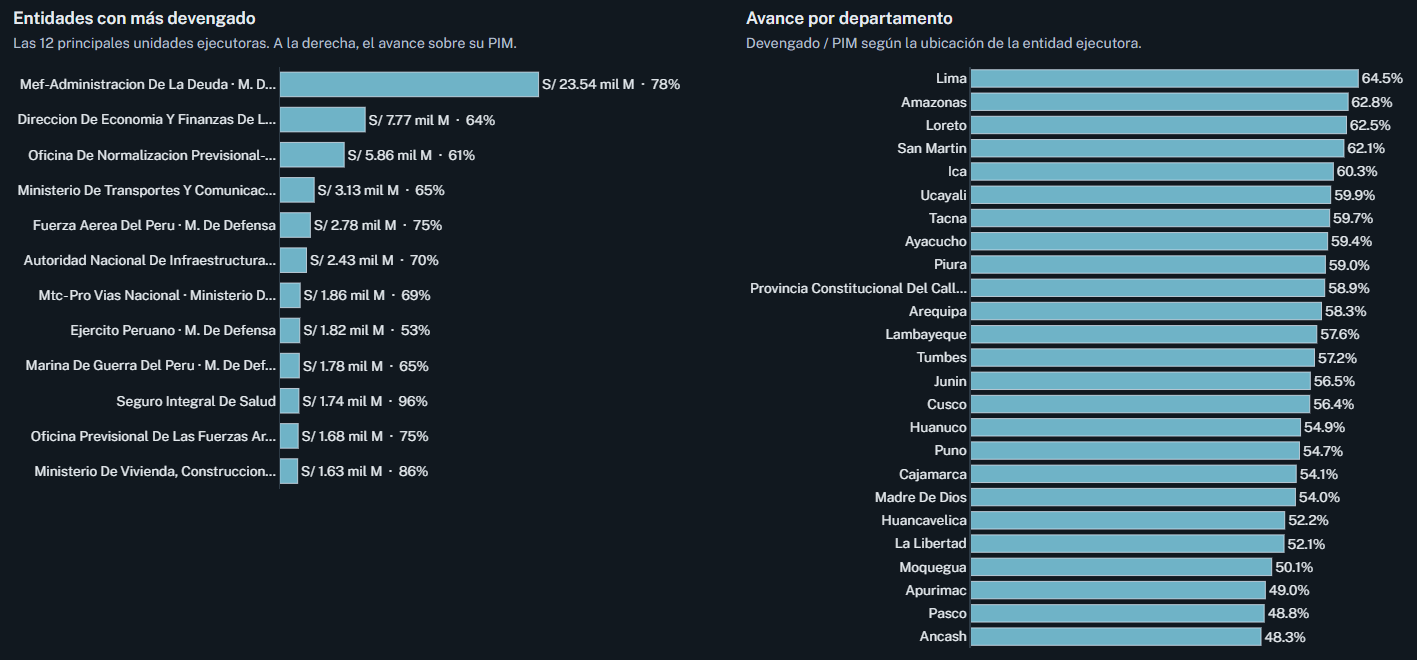 Entidades con más devengado
Las 12 principales unidades ejecutoras. A la derecha, el avance sobre su PIM.
Mef-Administracion De La Deuda · M. D... S/ 23.54 mil M · 78%
Direccion De Economia Y Finanzas De L... S/ 7.77 mil M · 64%
Oficina De Normalizacion Previsional-... S/ 5.86 mil M · 61%
Ministerio De Transportes Y Comunicac... S/ 3.13 mil M · 65%
Fuerza Aerea Del Peru · M. De Defensa S/ 2.78 mil M · 75%
Autoridad Nacional De Infraestructura... S/ 2.43 mil M · 70%
Mtc-Pro Vias Nacional · Ministerio D... S/ 1.86 mil M · 69%
Ejercito Peruano · M. De Defensa S/ 1.82 mil M · 53%
Marina De Guerra Del Peru · M. De Def... S/ 1.78 mil M · 65%
Seguro Integral De Salud S/ 1.74 mil M · 96%
Oficina Previsional De Las Fuerzas Ar... S/ 1.68 mil M · 75%
Ministerio De Vivienda, Construccion... S/ 1.63 mil M · 86%
Avance por departamento
Devengado / PIM según la ubicación de la entidad ejecutora.
Lima 64.5%
Amazonas 62.8%
Loreto 62.5%
San Martin 62.1%
Ica 60.3%
Ucayali 59.9%
Tacna 59.7%
Ayacucho 59.4%
Piura 59.0%
Provincia Constitucional Del Call... 58.9%
Arequipa 58.3%
Lambayeque 57.6%
Tumbes 57.2%
Junin 56.5%
Cusco 56.4%
Huanuco 54.9%
Puno 54.7%
Cajamarca 54.1%
Madre De Dios 54.0%
Huancavelica 52.2%
La Libertad 52.1%
Moquegua 50.1%
Apurimac 49.0%
Pasco 48.8%
Ancash 48.3%